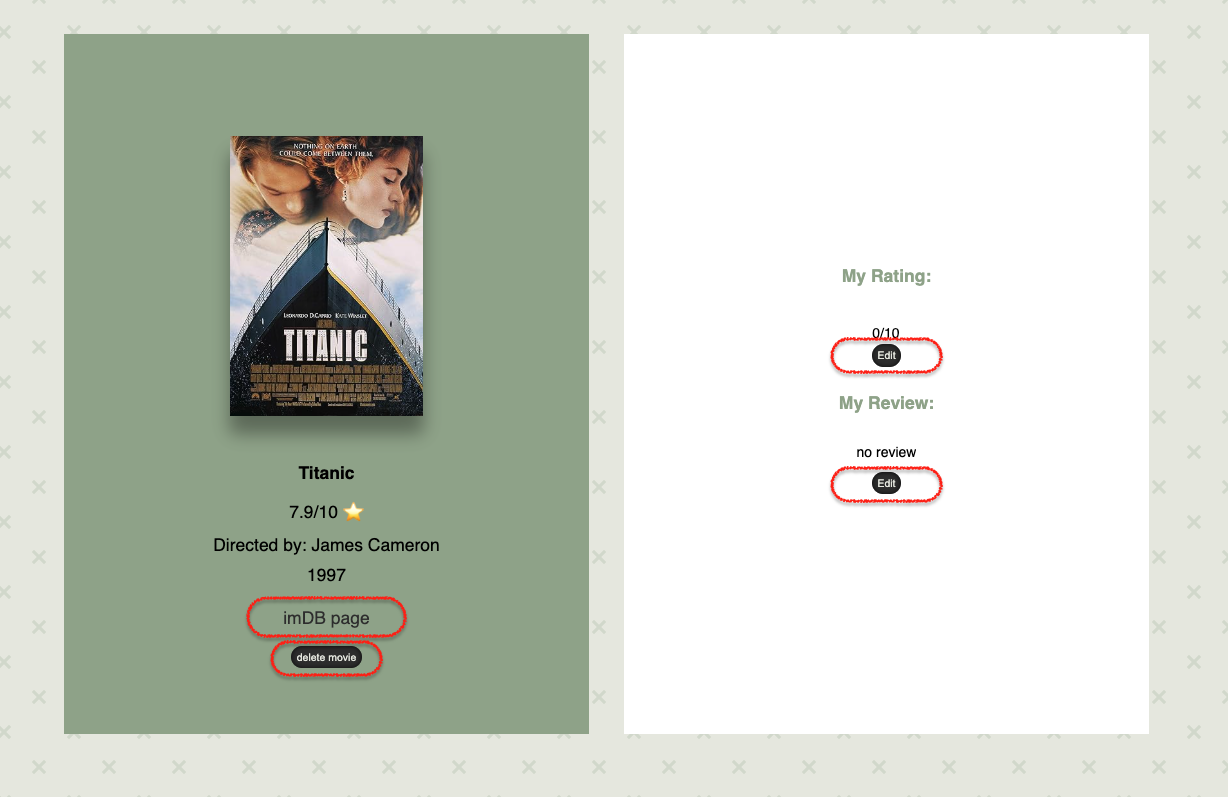 NOTHING ON EARTH
COULD COME BETWEEN THEM.
LEONARDO DICAPRIO KATE WINSLET
TITANIC
Titanic
7.9/10 ⭐
Directed by: James Cameron
1997
imDB page
delete movie
My Rating:
0/10
Edit
My Review:
no review
Edit